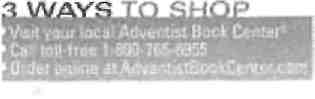 3 WAYS TO SHOP
Visit your local Adventist Book Center®
Call toll-free 1-800-765-6955
Order online at AdventistBookCenter.com